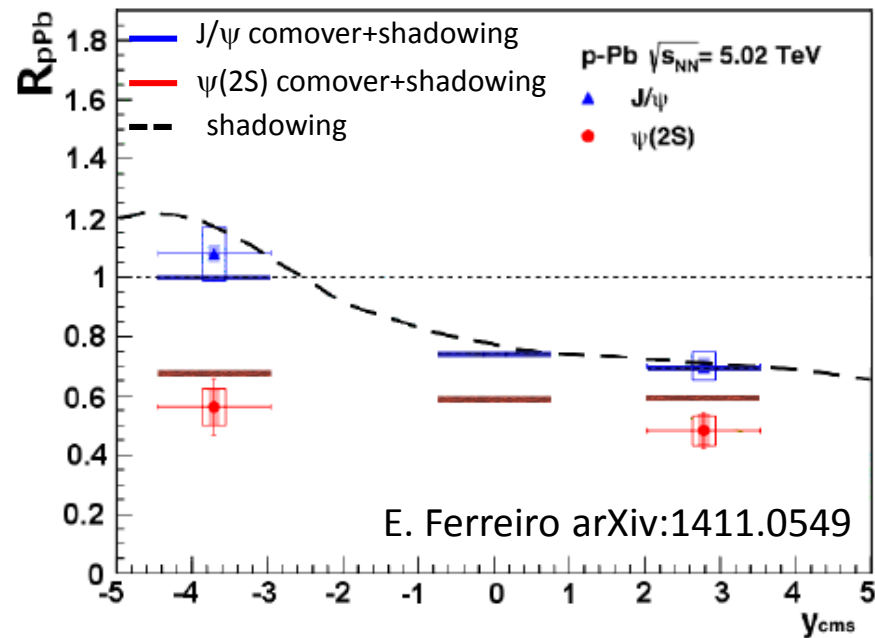 R_pPb
1.8
1.6
1.4
1.2
1
0.8
0.6
0.4
0.2
0
J/ψ comover+shadowing
ψ(2S) comover+shadowing
shadowing
p-Pb √s_NN= 5.02 TeV
J/ψ
ψ(2S)
E. Ferreiro arXiv:1411.0549
-5 -4 -3 -2 -1 0 1 2 3 4 5
y_cms